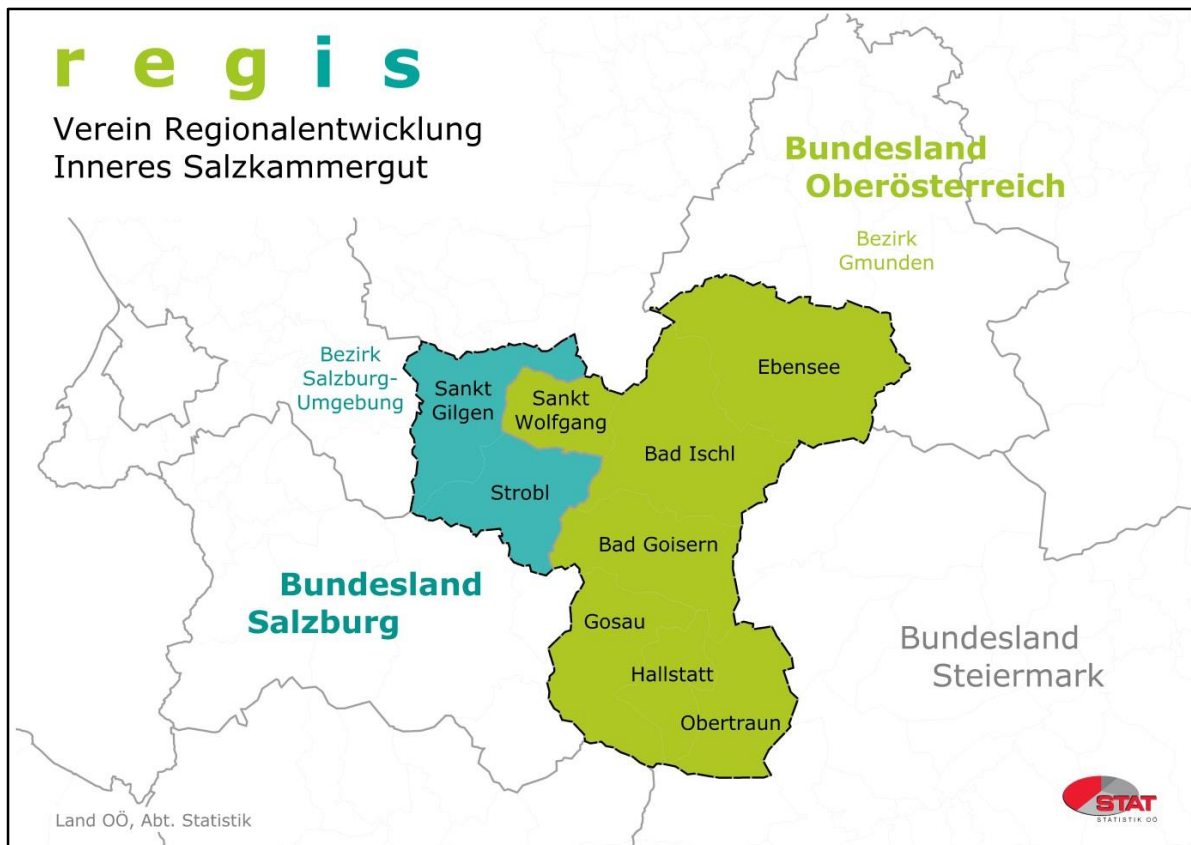 regis
Verein Regionalentwicklung
Inneres Salzkammergut
Bundesland
Oberösterreich
Bezirk
Gmunden
Bezirk
Salzburg-
Umgebung
Sankt
Gilgen
Sankt
Wolfgang
Ebensee
Bad Ischl
Strobl
Bad Goisern
Bundesland
Salzburg
Gosau
Hallstatt
Obertraun
Bundesland
Steiermark
Land OÖ, Abt. Statistik
STAT
STATISTIK OÖ